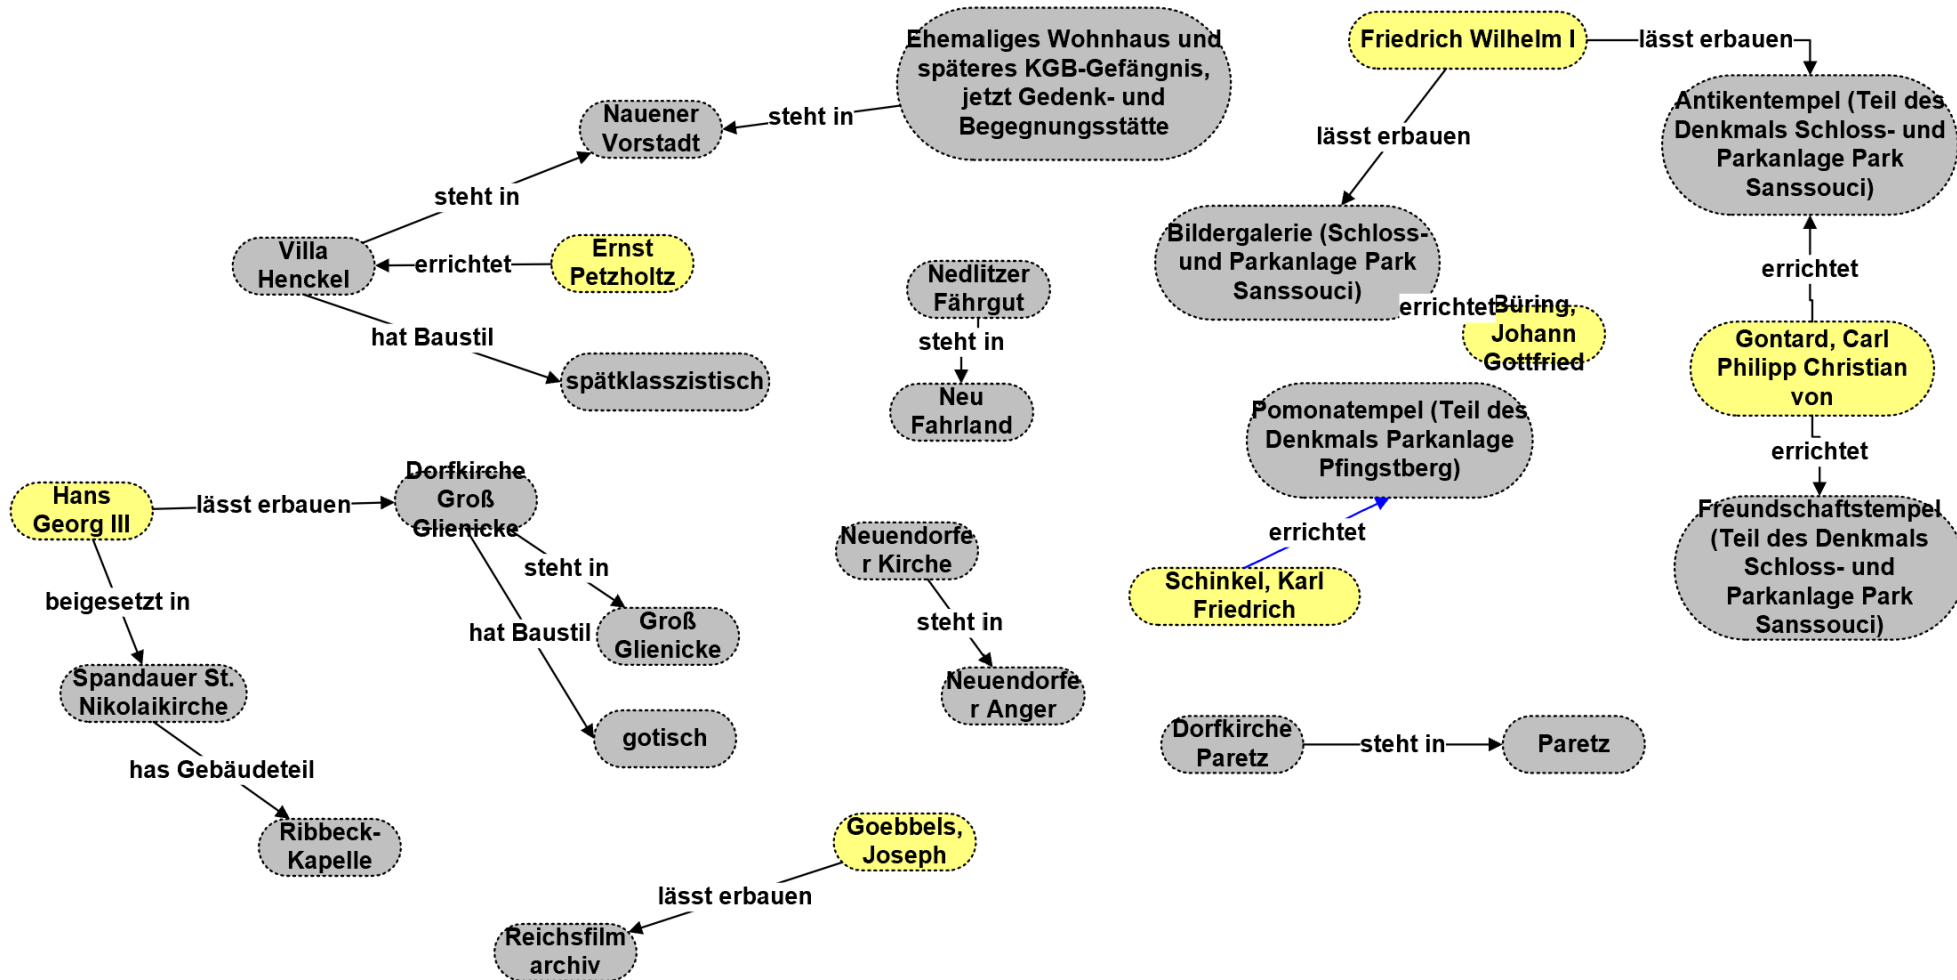 Ehemaliges Wohnhaus und
späteres KGB-Gefängnis,
jetzt Gedenk- und
Begegnungsstätte
steht in
Nauener
Vorstadt
steht in
Villa
Henckel
errichtet
Ernst
Petzholtz
hat Baustil
spätklasszistisch
Nedlitzer
Fährgut
steht in
Neu
Fahrland
Friedrich Wilhelm I
lässt erbauen
Antikentempel (Teil des
Denkmals Schloss- und
Parkanlage Park
Sanssouci)
lässt erbauen
Bildergalerie (Schloss-
und Parkanlage Park
Sanssouci)
errichtet
Büring,
Johann
Gottfried
errichtet
Gontard, Carl
Philipp Christian
von
errichtet
Freundschaftstempel
(Teil des Denkmals
Schloss- und
Parkanlage Park
Sanssouci)
Pomonatempel (Teil des
Denkmals Parkanlage
Pfingstberg)
errichtet
Schinkel, Karl
Friedrich
Hans
Georg III
lässt erbauen
Dorfkirche
Groß
Glienicke
steht in
Groß
Glienicke
hat Baustil
gotisch
beigesetzt in
Spandauer St.
Nikolaikirche
has Gebäudeteil
Ribbeck-
Kapelle
Neuendorfe
r Kirche
steht in
Neuendorfe
r Anger
Dorfkirche
Paretz
steht in
Paretz
Goebbels,
Joseph
lässt erbauen
Reichsfilm
archiv